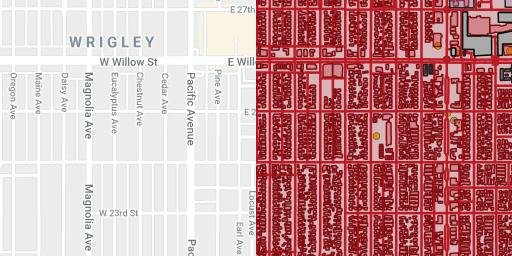 E 27th
WRIGLEY
W Willow St
E Will
Oregon Ave
Maine Ave
Daisy Ave
Magnolia Ave
Eucalyptus Ave
Chestnut Ave
Cedar Ave
Pacific Avenue
Pine Ave
E 2
Magnolia Ave
W 23rd St
Pac
Earl Ave
Locust Ave